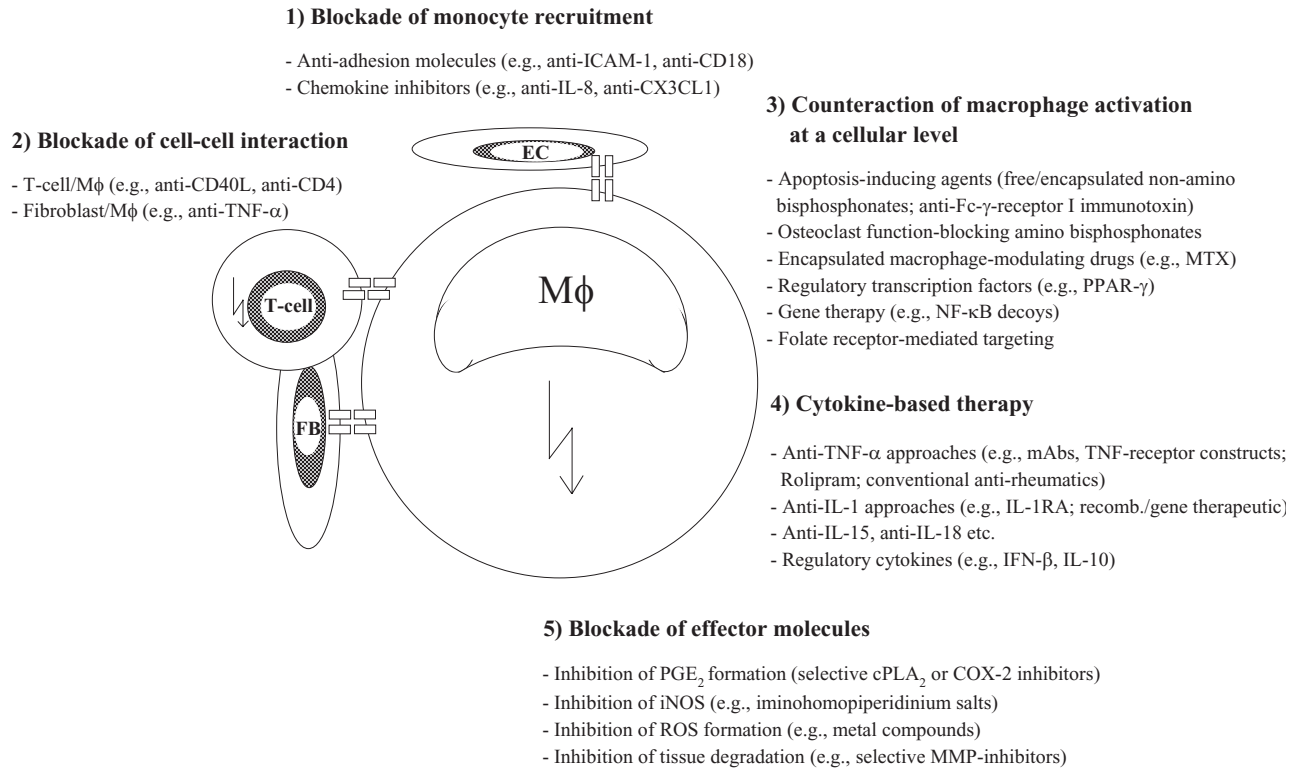 1) Blockade of monocyte recruitment
- Anti-adhesion molecules (e.g., anti-ICAM-1, anti-CD18)
- Chemokine inhibitors (e.g., anti-IL-8, anti-CX3CL1)
2) Blockade of cell-cell interaction
- T-cell/Mϕ (e.g., anti-CD40L, anti-CD4)
- Fibroblast/Mϕ (e.g., anti-TNF-α)
EC
T-cell
FB
Mϕ
3) Counteraction of macrophage activation
at a cellular level
- Apoptosis-inducing agents (free/encapsulated non-amino
bisphosphonates; anti-Fc-γ-receptor I immunotoxin)
- Osteoclast function-blocking amino bisphosphonates
- Encapsulated macrophage-modulating drugs (e.g., MTX)
- Regulatory transcription factors (e.g., PPAR-γ)
- Gene therapy (e.g., NF-κB decoys)
- Folate receptor-mediated targeting
4) Cytokine-based therapy
- Anti-TNF-α approaches (e.g., mAbs, TNF-receptor constructs;
Rolipram; conventional anti-rheumatics)
- Anti-IL-1 approaches (e.g., IL-1RA; recomb./gene therapeutic)
- Anti-IL-15, anti-IL-18 etc.
- Regulatory cytokines (e.g., IFN-β, IL-10)
5) Blockade of effector molecules
- Inhibition of PGE₂ formation (selective cPLA₂ or COX-2 inhibitors)
- Inhibition of iNOS (e.g., iminohomopiperidinium salts)
- Inhibition of ROS formation (e.g., metal compounds)
- Inhibition of tissue degradation (e.g., selective MMP-inhibitors)